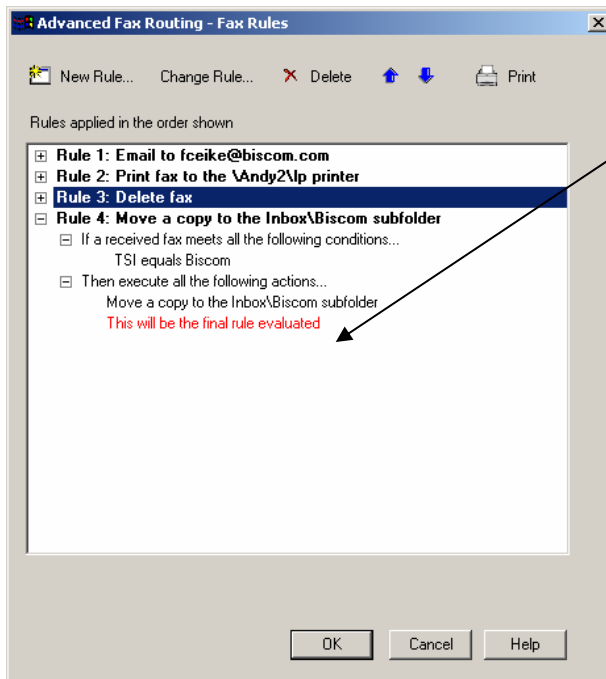 Advanced Fax Routing - Fax Rules
New Rule... Change Rule... Delete Print
Rules applied in the order shown
Rule 1: Email to fceike@biscom.com
Rule 2: Print fax to the \Andy2\lp printer
Rule 3: Delete fax
Rule 4: Move a copy to the Inbox\Biscom subfolder
If a received fax meets all the following conditions...
TSI equals Biscom
Then execute all the following actions...
Move a copy to the Inbox\Biscom subfolder
This will be the final rule evaluated
OK Cancel Help